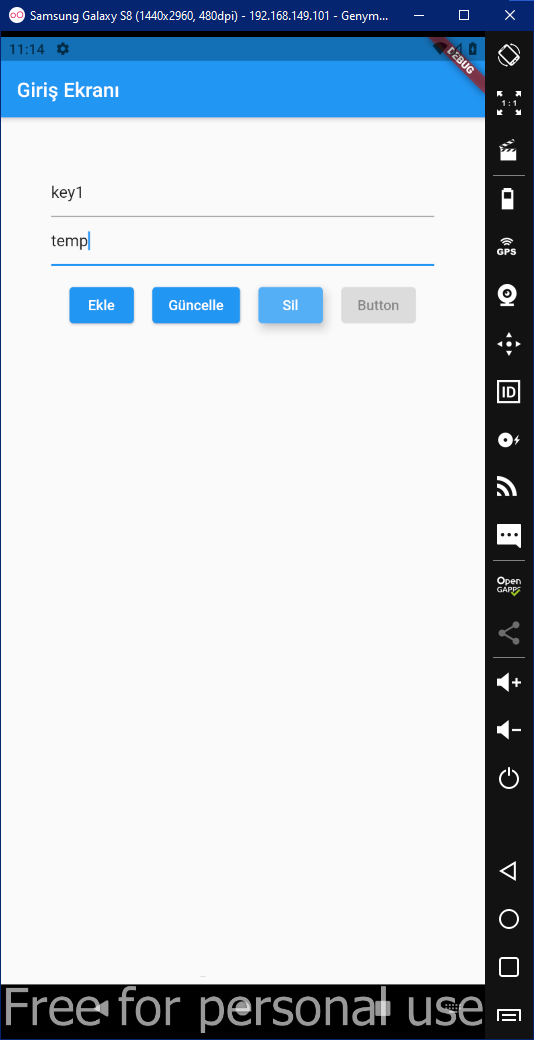 Samsung Galaxy S8 (1440x2960, 480dpi) - 192.168.149.101 - Genym...
11:14
DEBUG
Giriş Ekranı
1:1
GPS
key1
temp
Ekle
Güncelle
Sil
Button
ID
Open
GAPPS
Free for personal use